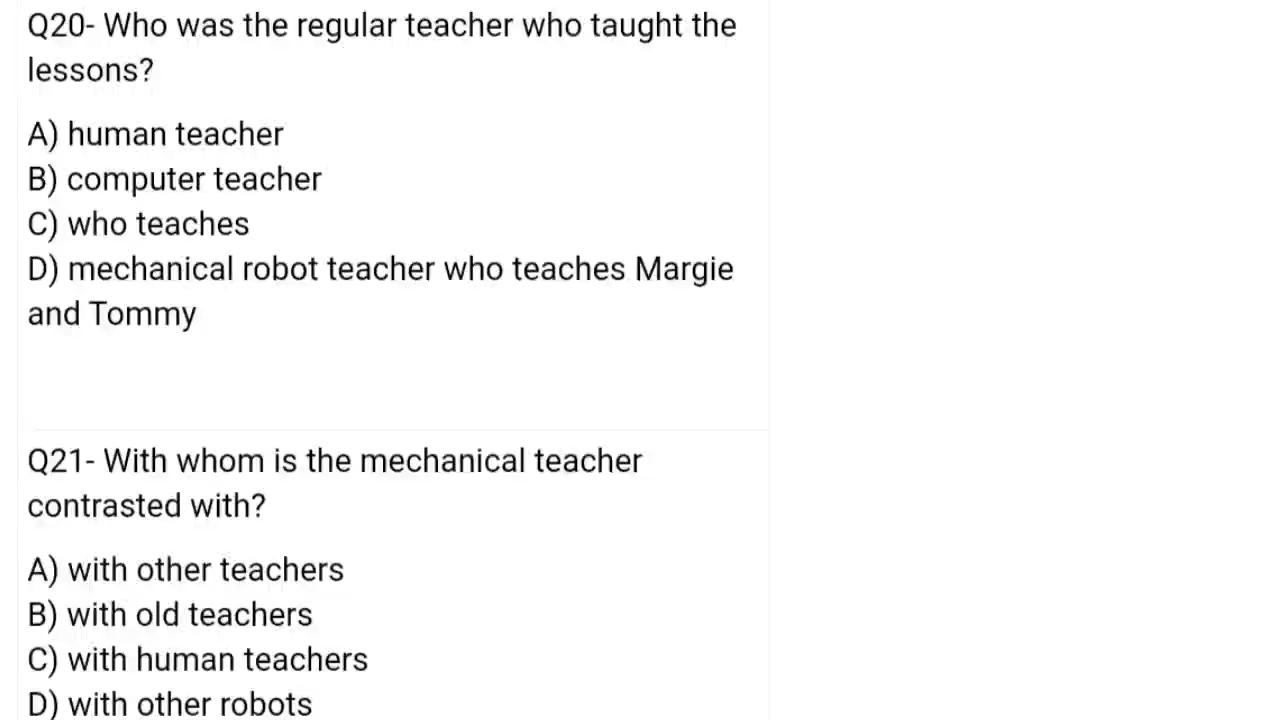 Q20- Who was the regular teacher who taught the
lessons?
A) human teacher
B) computer teacher
C) who teaches
D) mechanical robot teacher who teaches Margie
and Tommy
Q21- With whom is the mechanical teacher
contrasted with?
A) with other teachers
B) with old teachers
C) with human teachers
D) with other robots